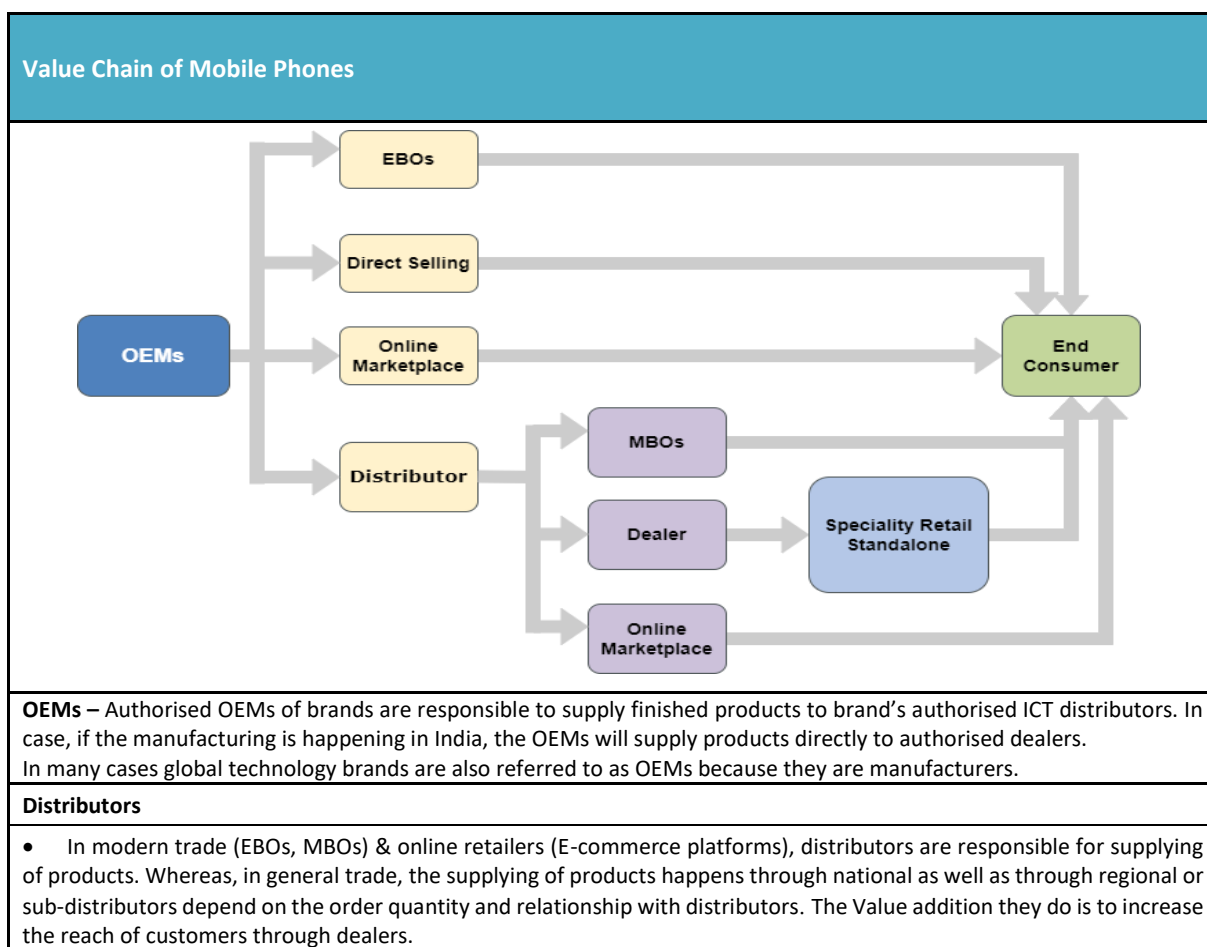 Value Chain of Mobile Phones
EBOs
Direct Selling
OEMs
Online
Marketplace
End
Consumer
Distributor
MBOs
Dealer
Speciality Retail
Standalone
Online
Marketplace
OEMs – Authorised OEMs of brands are responsible to supply finished products to brand's authorised ICT distributors. In
case, if the manufacturing is happening in India, the OEMs will supply products directly to authorised dealers.
In many cases global technology brands are also referred to as OEMs because they are manufacturers.
Distributors
• In modern trade (EBOs, MBOs) & online retailers (E-commerce platforms), distributors are responsible for supplying
of products. Whereas, in general trade, the supplying of products happens through national as well as through regional or
sub-distributors depend on the order quantity and relationship with distributors. The Value addition they do is to increase
the reach of customers through dealers.